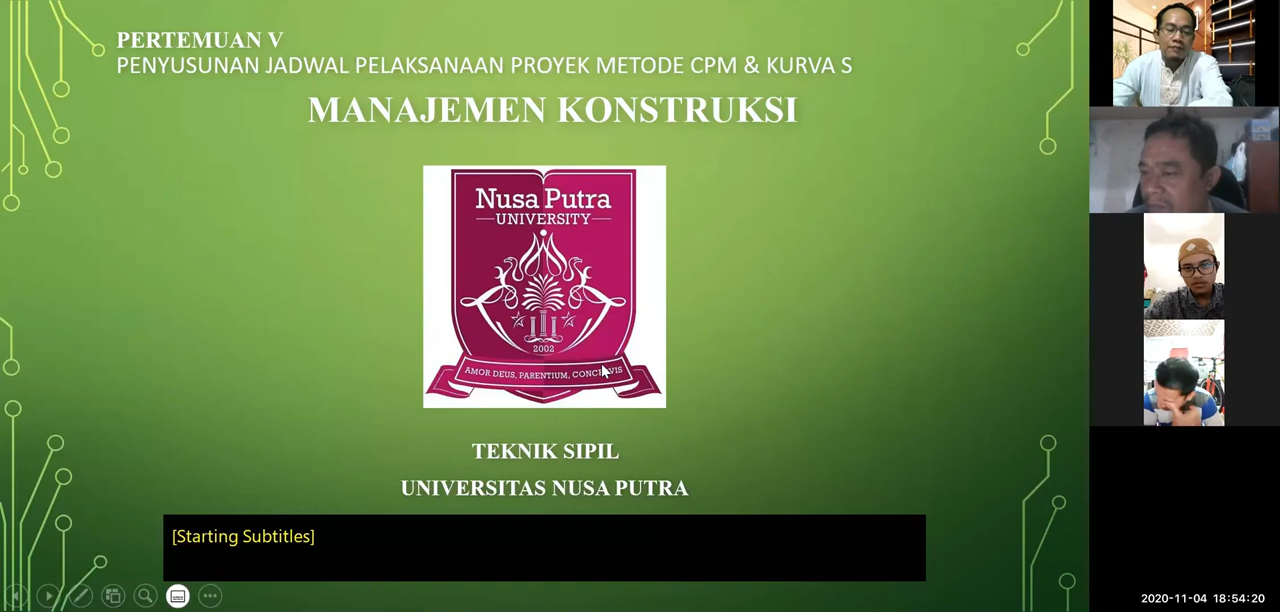 PERTEMUAN V
PENYUSUNAN JADWAL PELAKSANAAN PROYEK METODE CPM & KURVA S
MANAJEMEN KONSTRUKSI
Nusa Putra
UNIVERSITY
2002
AMOR DEUS, PARENTIUM,
TEKNIK SIPIL
UNIVERSITAS NUSA PUTRA
[Starting Subtitles]
2020-11-04 18:54:20